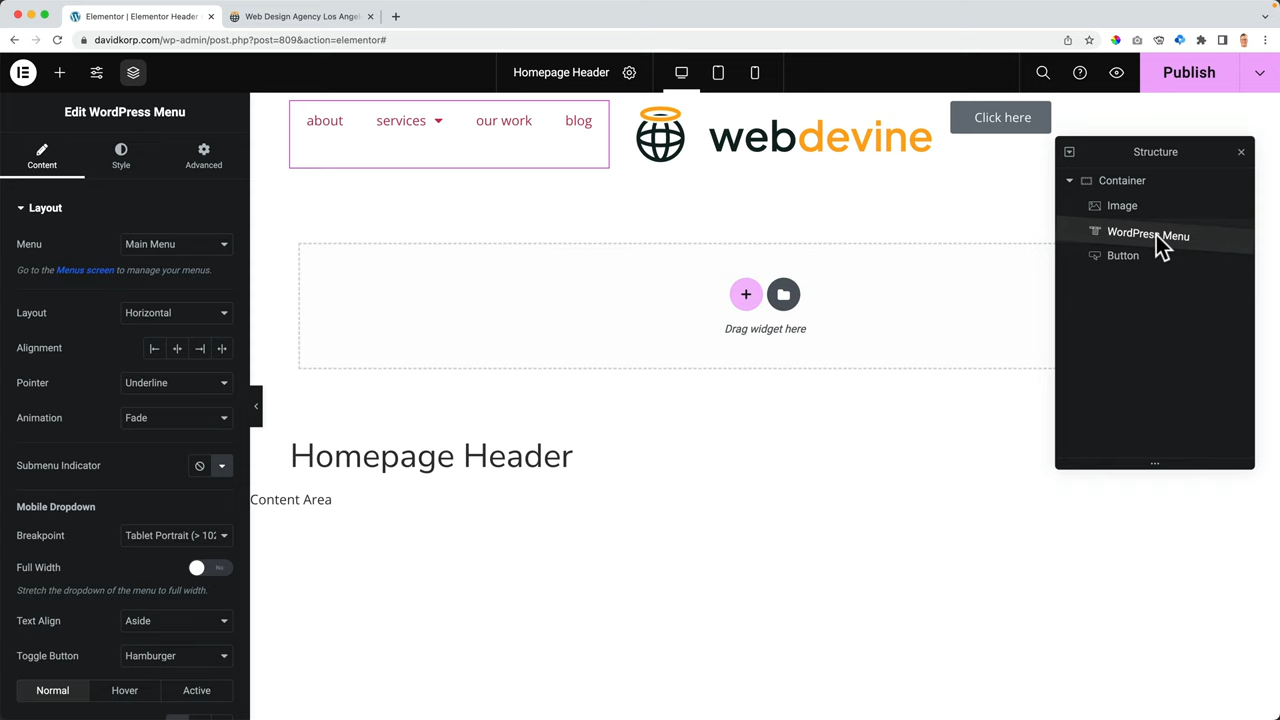 Elementor | Elementor Header
Web Design Agency Los Angel
davidkorp.com/wp-admin/post.php?post=809&action=elementor#
Homepage Header
Publish
Edit WordPress Menu
Content
Style
Advanced
Layout
Menu
Main Menu
Go to the Menus screen to manage your menus.
Layout
Horizontal
Alignment
Pointer
Underline
Animation
Fade
Submenu Indicator
Mobile Dropdown
Breakpoint
Tablet Portrait (> 102
Full Width
No
Stretch the dropdown of the menu to full width.
Text Align
Aside
Toggle Button
Hamburger
Normal
Hover
Active
about
services
our work
blog
webdevine
Click here
Drag widget here
Homepage Header
Content Area
Structure
Container
Image
WordPress Menu
Button